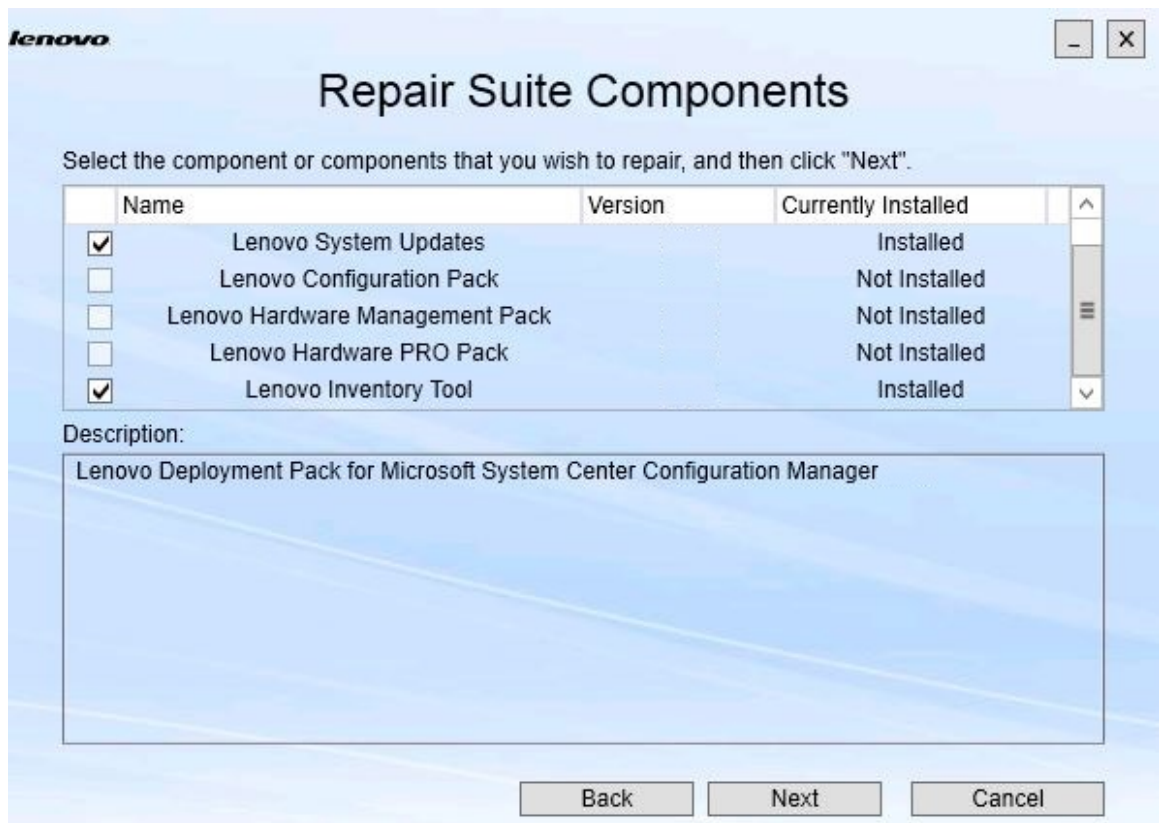 lenovo
Repair Suite Components
Select the component or components that you wish to repair, and then click "Next".
Name Version Currently Installed
Lenovo System Updates Installed
Lenovo Configuration Pack Not Installed
Lenovo Hardware Management Pack Not Installed
Lenovo Hardware PRO Pack Not Installed
Lenovo Inventory Tool Installed
Description:
Lenovo Deployment Pack for Microsoft System Center Configuration Manager
Back Next Cancel